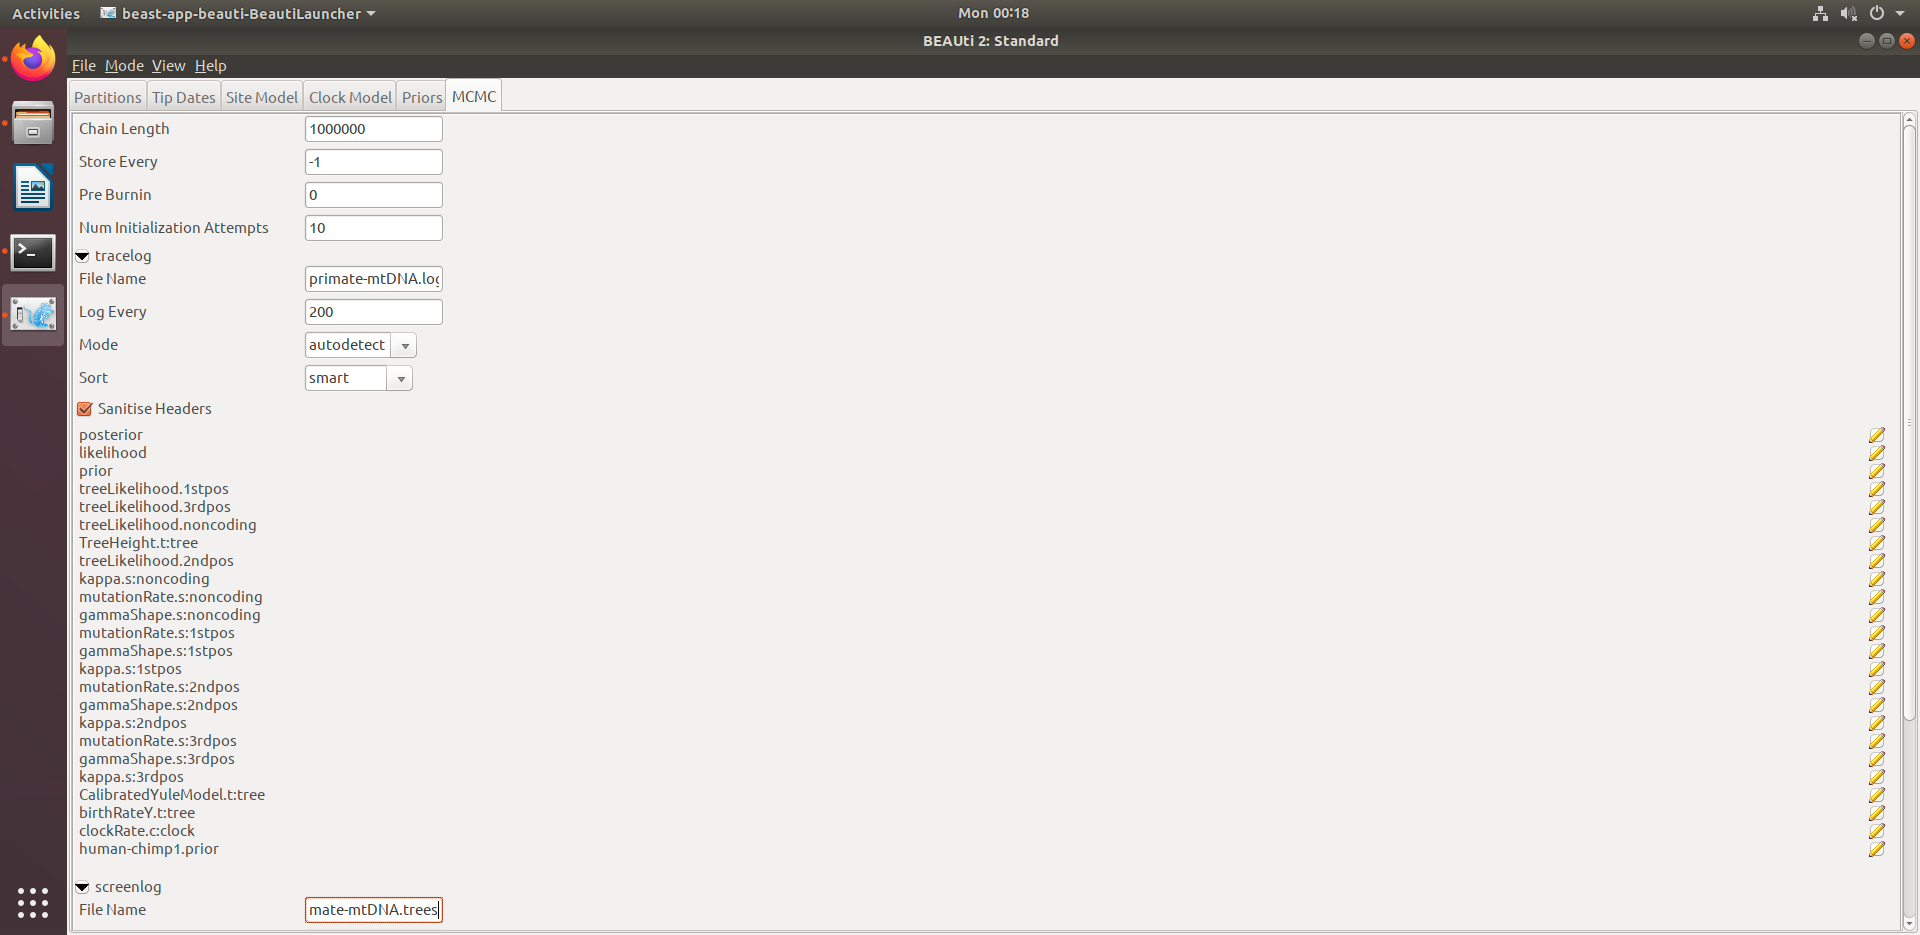 Activities beast-app-beauti-BeautiLauncher Mon 00:18
BEAUti 2: Standard
File Mode View Help
Partitions Tip Dates Site Model Clock Model Priors MCMC
Chain Length 1000000
Store Every -1
Pre Burnin 0
Num Initialization Attempts 10
tracelog
File Name primate-mtDNA.log
Log Every 200
Mode autodetect
Sort smart
Sanitise Headers
posterior
likelihood
prior
treeLikelihood.1stpos
treeLikelihood.3rdpos
treeLikelihood.noncoding
TreeHeight.t:tree
treeLikelihood.2ndpos
kappa.s:noncoding
mutationRate.s:noncoding
gammaShape.s:noncoding
mutationRate.s:1stpos
gammaShape.s:1stpos
kappa.s:1stpos
mutationRate.s:2ndpos
gammaShape.s:2ndpos
kappa.s:2ndpos
mutationRate.s:3rdpos
gammaShape.s:3rdpos
kappa.s:3rdpos
CalibratedYuleModel.t:tree
birthRateY.t:tree
clockRate.c:clock
human-chimp1.prior
screenlog
File Name mate-mtDNA.trees